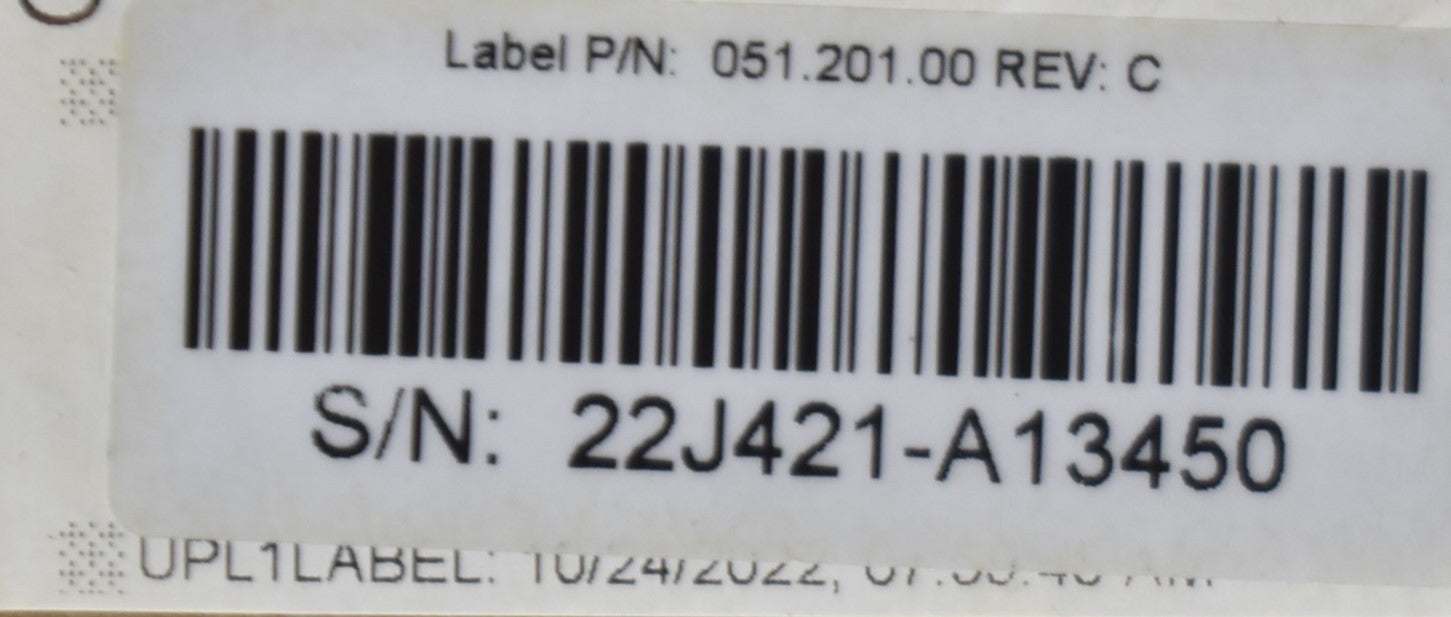 Label P/N: 051.201.00 REV: C
S/N: 22J421-A13450
UPL1LABEL: 10/24/2022,